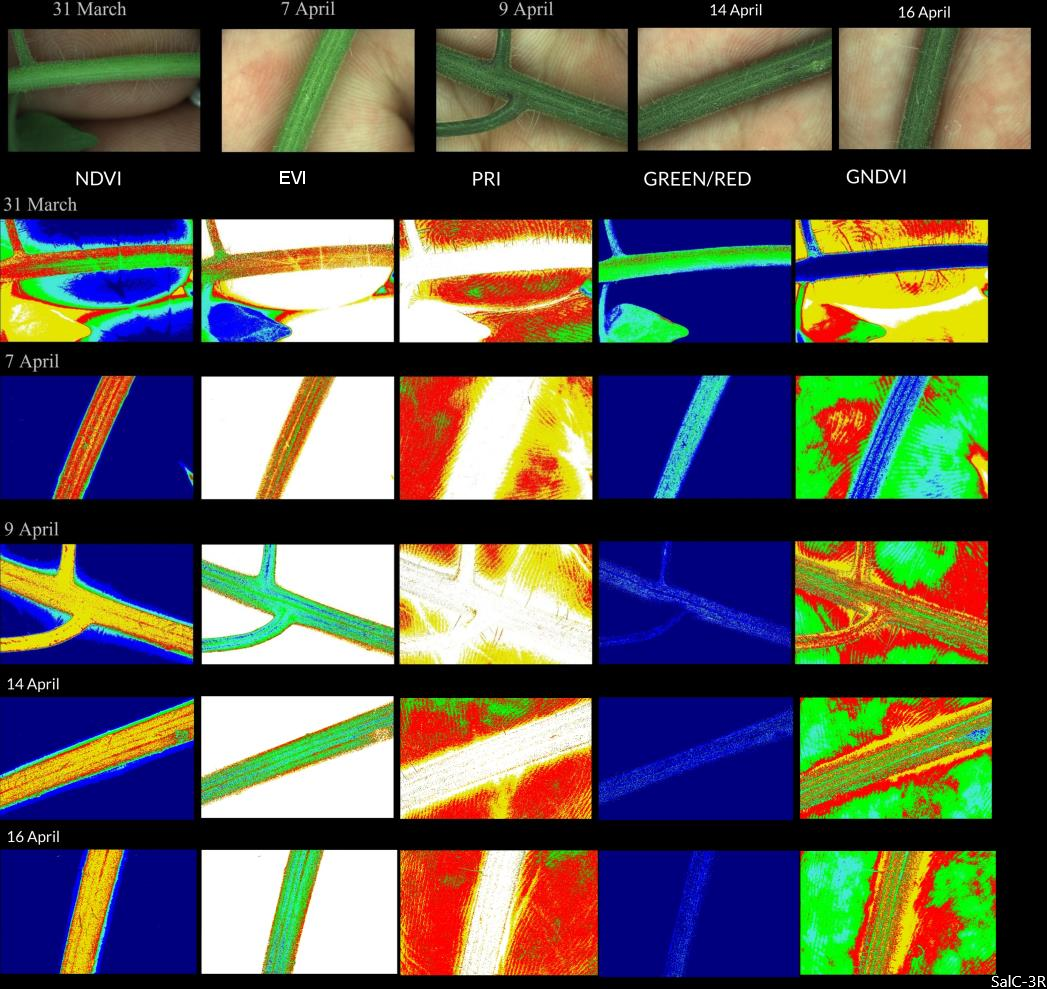 31 March 7 April 9 April 14 April 16 April
NDVI EVI PRI GREEN/RED GNDVI
31 March
7 April
9 April
14 April
16 April
SalC-3R